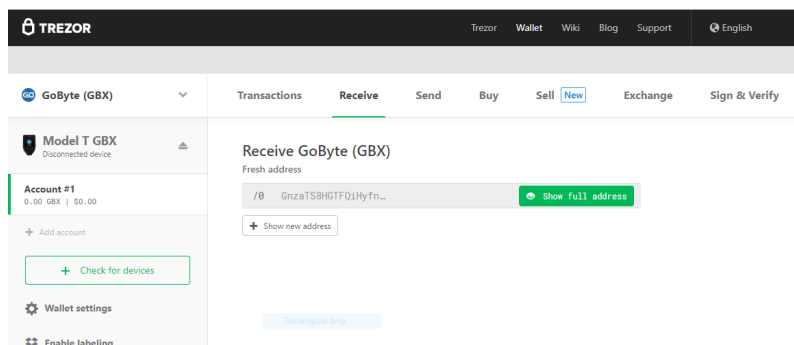 TREZOR
Trezor Wallet Wiki Blog Support English
GoByte (GBX)
Transactions Receive Send Buy Sell New Exchange Sign & Verify
Model T GBX
Disconnected device
Account #1
0.00 GBX | $0.00
+ Add account
+ Check for devices
Wallet settings
Enable labeling
Receive GoByte (GBX)
Fresh address
/0 GnzaTS8HGTFQiHyfn… Show full address
+ Show new address
Rectangular Snip